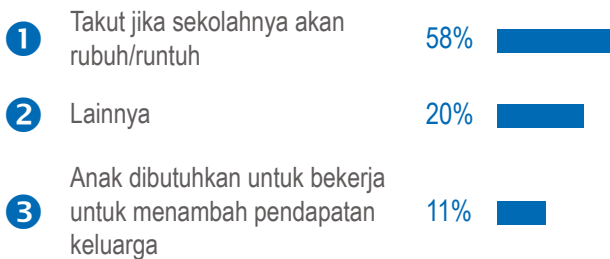 1 Takut jika sekolahnya akan
rubuh/runtuh 58%
2 Lainnya 20%
3 Anak dibutuhkan untuk bekerja
untuk menambah pendapatan 11%
keluarga